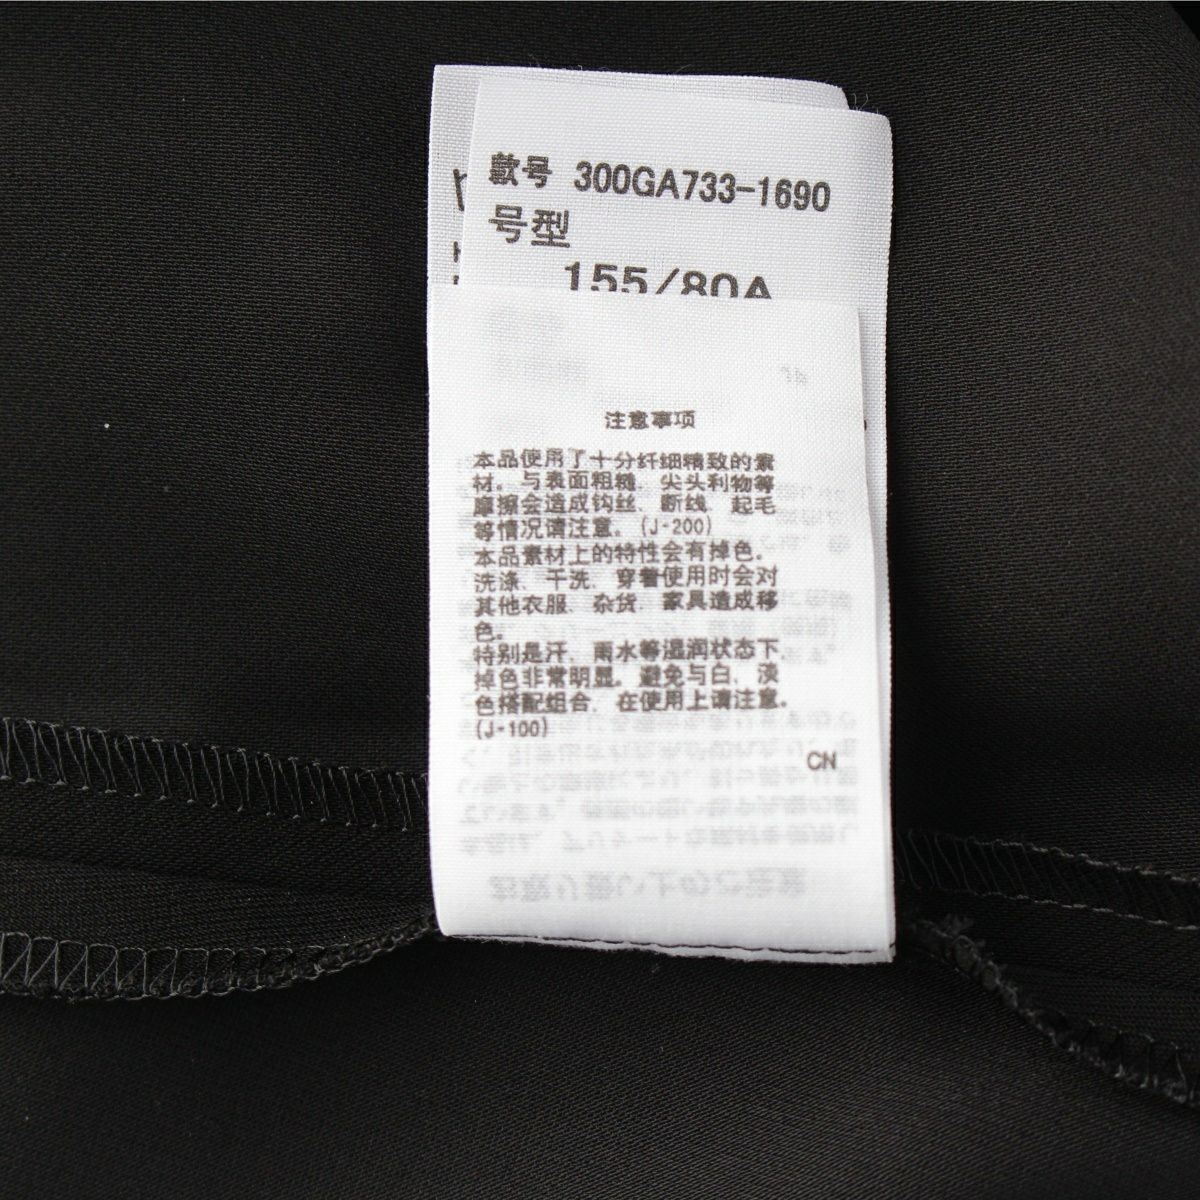 款号 300GA733-1690
号型
155/80A
注意事项
本品使用了十分纤细精致的素
材。与表面粗糙、尖头利物等
摩擦会造成钩丝、断线、起毛
等情况请注意。(J-200)
本品素材上的特性会有掉色。
洗涤、干洗、穿着使用时会对
其他衣服、杂货、家具造成移
色。
特别是汗、雨水等湿润状态下,
掉色非常明显。避免与白、淡
色搭配组合、在使用上请注意。
(J-100)
CN